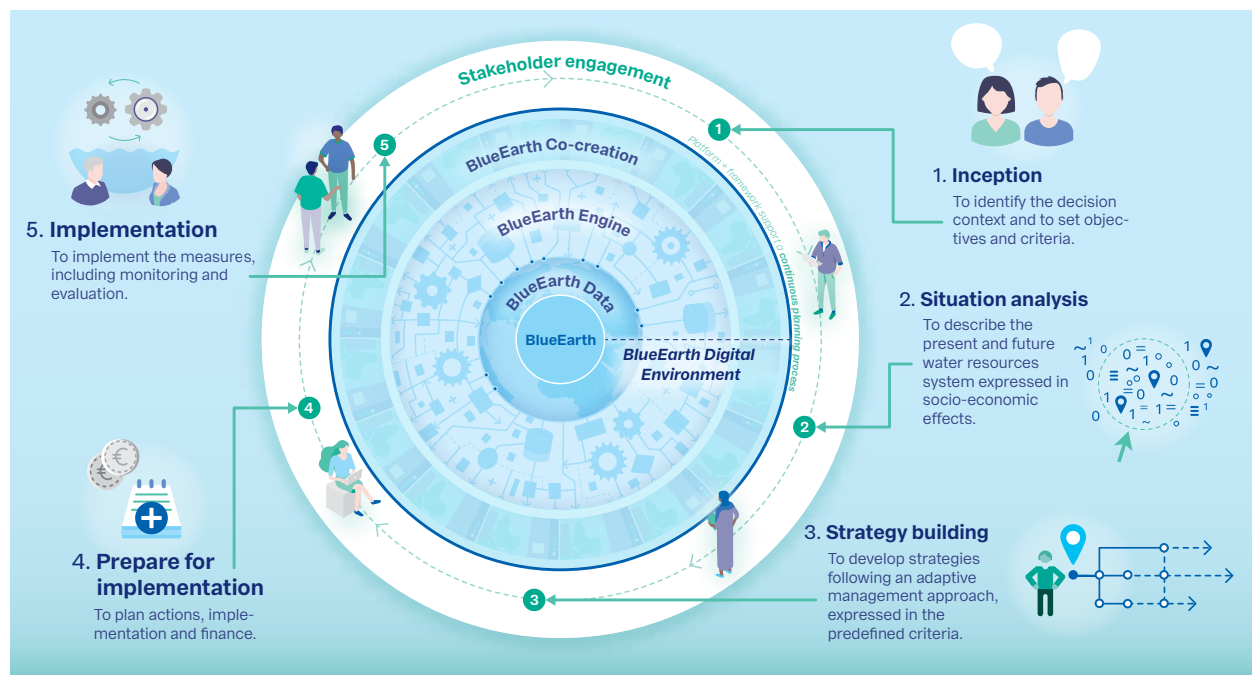 Stakeholder engagement
BlueEarth Co-creation
BlueEarth Engine
BlueEarth Data
BlueEarth
BlueEarth Digital
Environment
Platform + framework support a continuous planning process
1
2
3
4
5
1. Inception
To identify the decision
context and to set objec-
tives and criteria.
2. Situation analysis
To describe the
present and future
water resources
system expressed in
socio-economic
effects.
3. Strategy building
To develop strategies
following an adaptive
management approach,
expressed in the
predefined criteria.
4. Prepare for
implementation
To plan actions, imple-
mentation and finance.
5. Implementation
To implement the measures,
including monitoring and
evaluation.